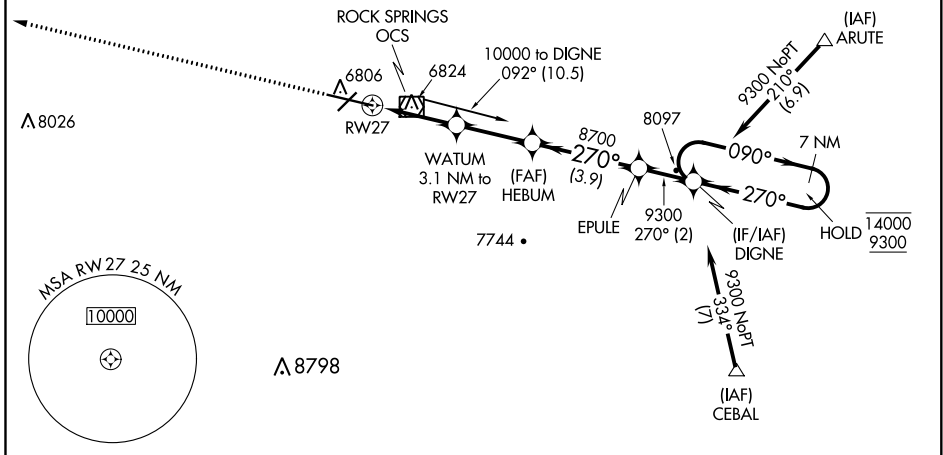 ROCK SPRINGS
OCS
6806
6824
10000 to DIGNE
092° (10.5)
(IAF)
ARUTE
9300 NoPT
210°
(6.9)
8026
RW27
WATUM
3.1 NM to
RW27
(FAF)
HEBUM
8700
270°
(3.9)
8097
090°
7 NM
270°
EPULE
9300
270° (2)
(IF/IAF)
DIGNE
HOLD
14000
9300
7744
9300 NoPT
334°
(7)
(IAF)
CEBAL
MSA RW 27 25 NM
10000
8798